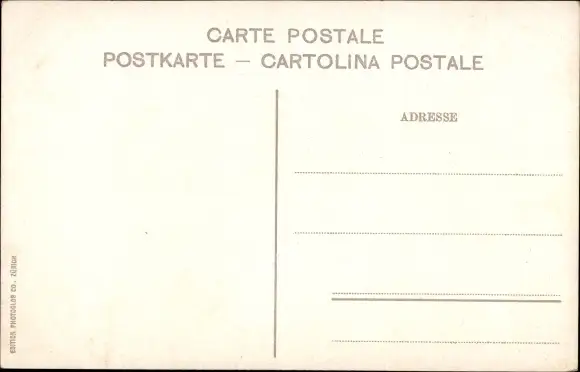 CARTE POSTALE
POSTKARTE — CARTOLINA POSTALE
ADRESSE
EDITION PHOTOGLOB CO., ZÜRICH